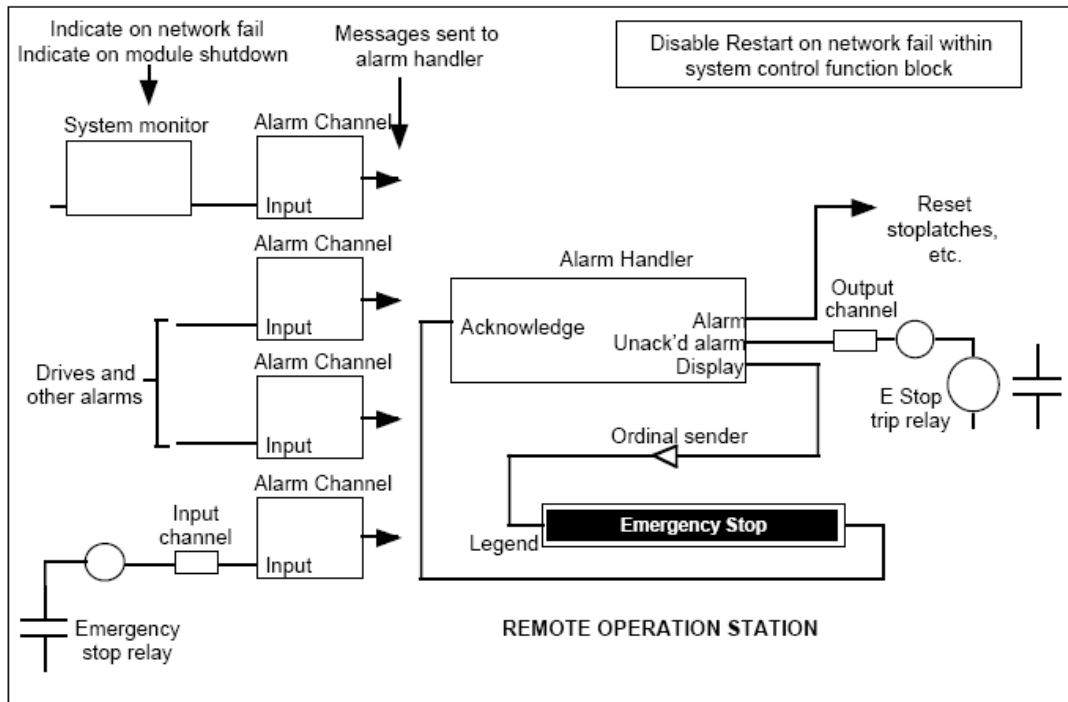 Indicate on network fail
Indicate on module shutdown
Messages sent to
alarm handler
Disable Restart on network fail within
system control function block
System monitor
Alarm Channel
Input
Alarm Channel
Input
Drives and
other alarms
Alarm Channel
Input
Alarm Channel
Input
Input
channel
Emergency
stop relay
Alarm Handler
Acknowledge
Alarm
Unack'd alarm
Display
Reset
stoplatches,
etc.
Output
channel
E Stop
trip relay
Ordinal sender
Legend
Emergency Stop
REMOTE OPERATION STATION